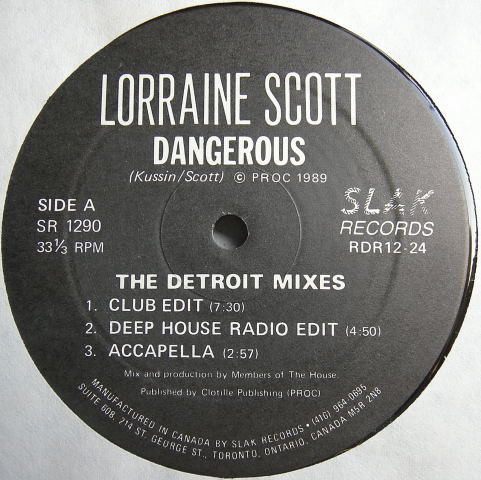 LORRAINE SCOTT
DANGEROUS
(Kussin/Scott) © PROC 1989
SIDE A
SR 1290
33⅓ RPM
SLAK
RECORDS
RDR12-24
THE DETROIT MIXES
1. CLUB EDIT (7:30)
2. DEEP HOUSE RADIO EDIT (4:50)
3. ACCAPELLA (2:57)
Mix and production by Members of The House.
Published by Clotille Publishing (PROC)
MANUFACTURED IN CANADA BY SLAK RECORDS • (416) 964-0695
SUITE 608, 214 ST. GEORGE ST., TORONTO, ONTARIO, CANADA M5R 2N8